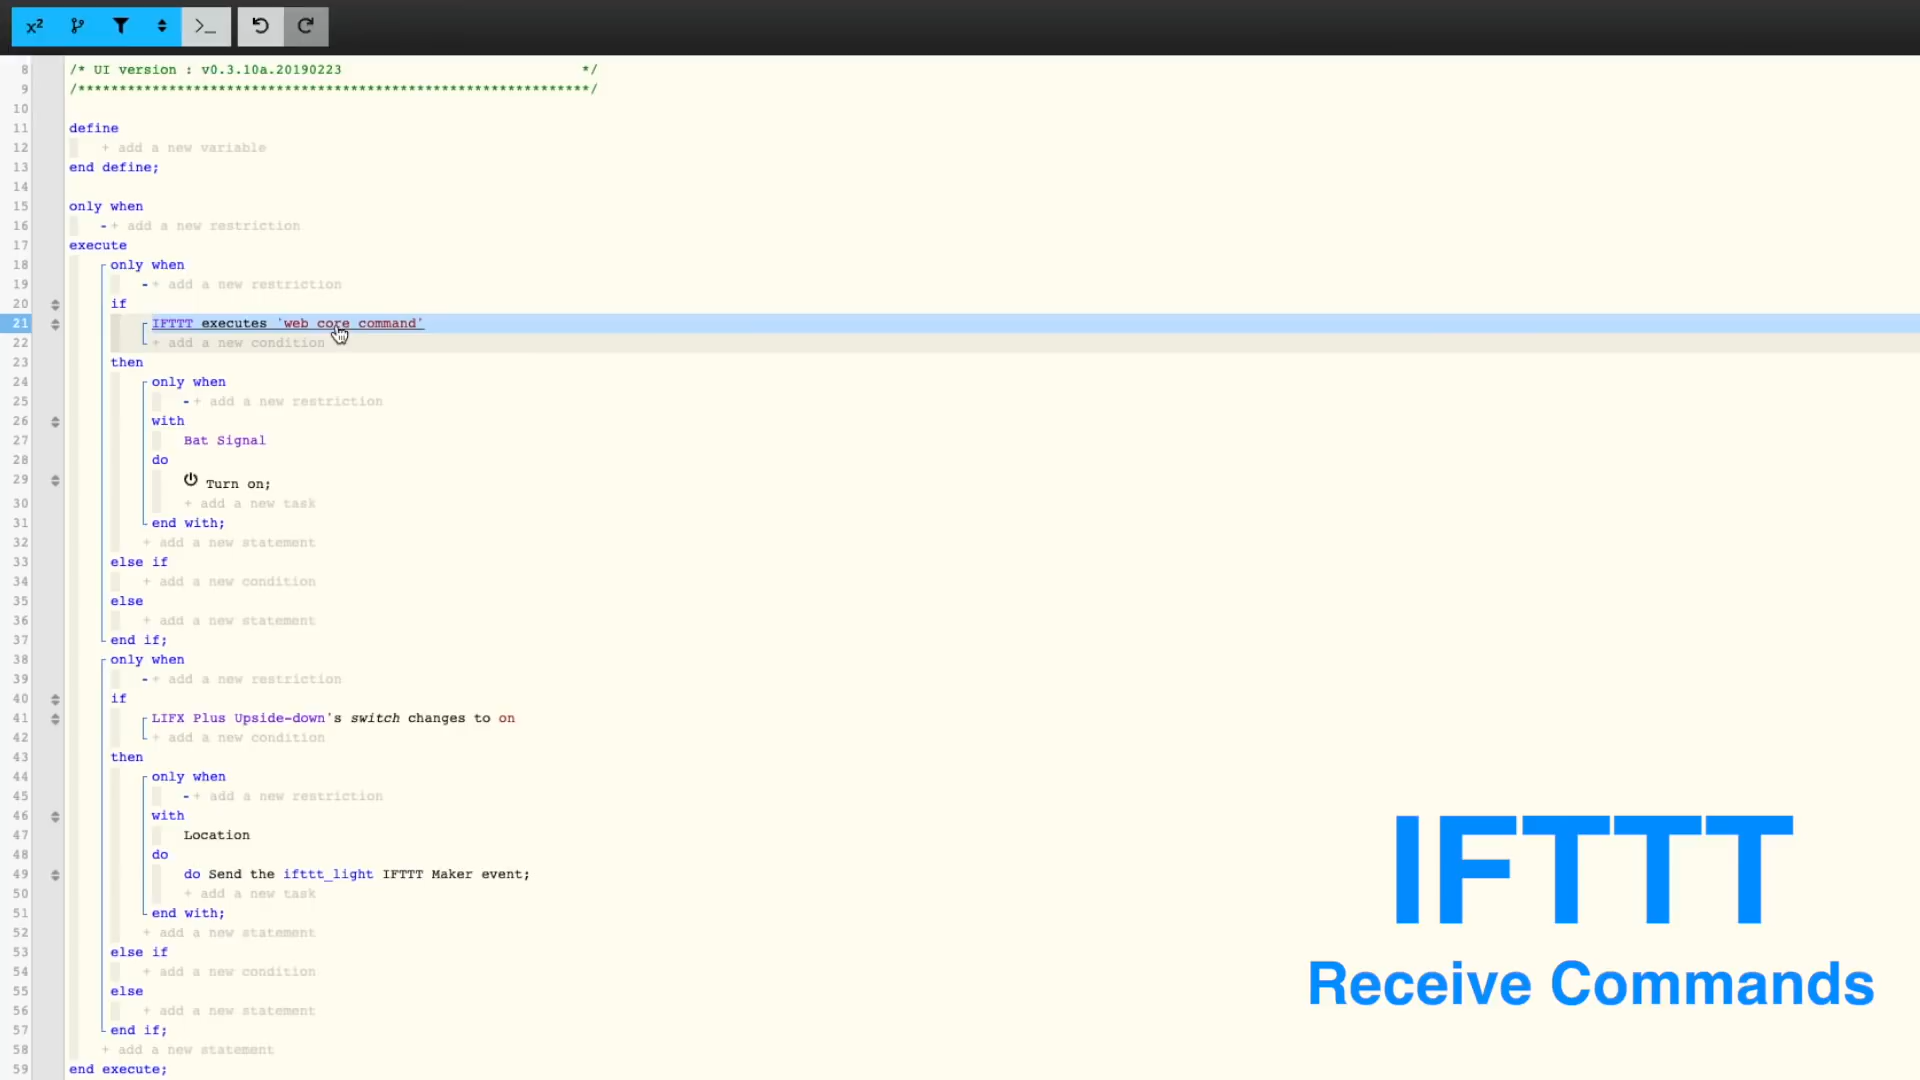 x²
>_
8 /* UI version : v0.3.10a.20190223 */
9 /**************************************************************/
10
11 define
12 + add a new variable
13 end define;
14
15 only when
16 -+ add a new restriction
17 execute
18 only when
19 -+ add a new restriction
20 if
21 IFTTT executes 'web core command'
22 + add a new condition
23 then
24 only when
25 -+ add a new restriction
26 with
27 Bat Signal
28 do
29 Turn on;
30 + add a new task
31 end with;
32 + add a new statement
33 else if
34 + add a new condition
35 else
36 + add a new statement
37 end if;
38 only when
39 -+ add a new restriction
40 if
41 LIFX Plus Upside-down's switch changes to on
42 + add a new condition
43 then
44 only when
45 -+ add a new restriction
46 with
47 Location
48 do
49 do Send the ifttt_light IFTTT Maker event;
50 + add a new task
51 end with;
52 + add a new statement
53 else if
54 + add a new condition
55 else
56 + add a new statement
57 end if;
58 + add a new statement
59 end execute;
IFTTT
Receive Commands